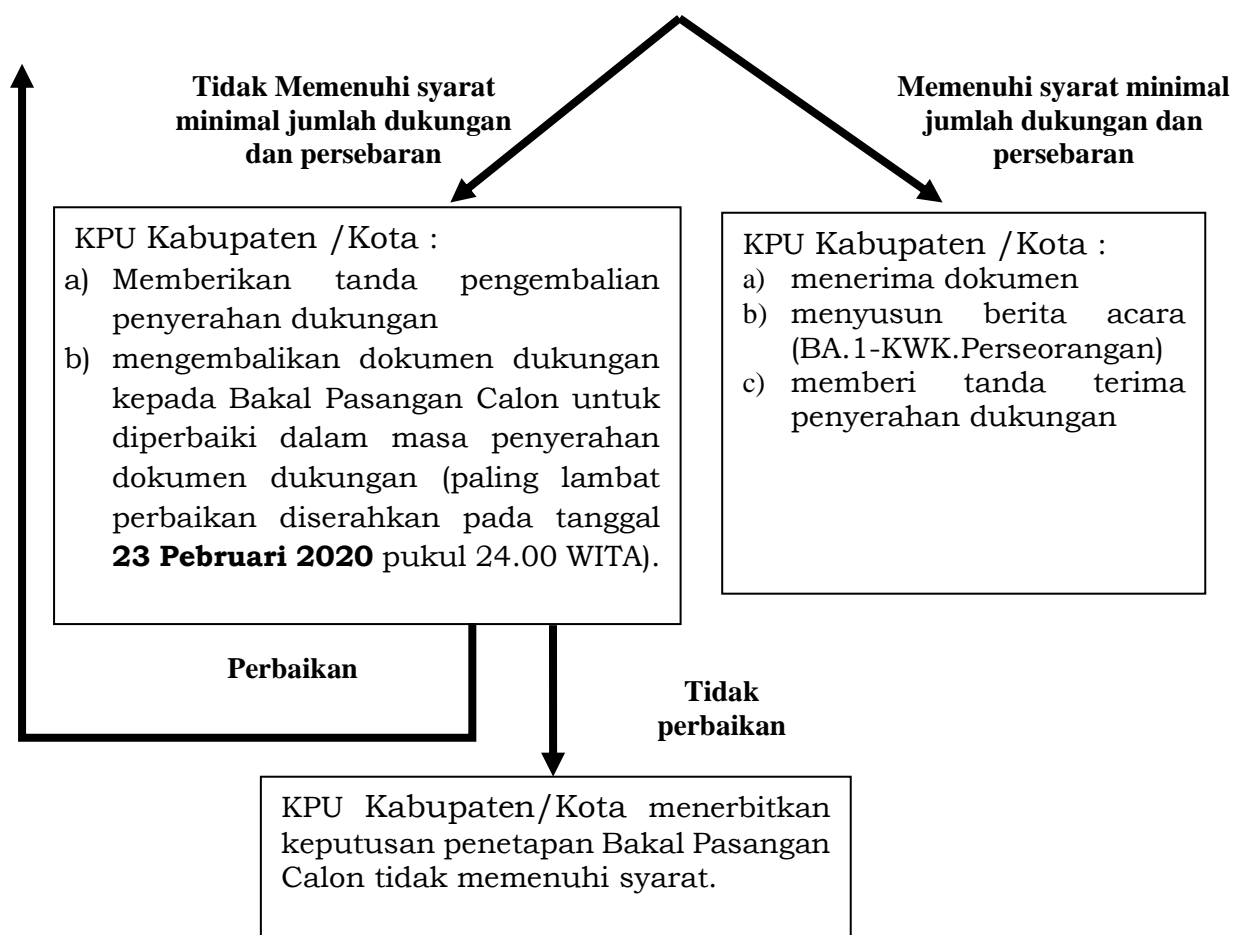 Tidak Memenuhi syarat
minimal jumlah dukungan
dan persebaran
Memenuhi syarat minimal
jumlah dukungan dan
persebaran
KPU Kabupaten /Kota :
a) Memberikan tanda pengembalian
penyerahan dukungan
b) mengembalikan dokumen dukungan
kepada Bakal Pasangan Calon untuk
diperbaiki dalam masa penyerahan
dokumen dukungan (paling lambat
perbaikan diserahkan pada tanggal
23 Pebruari 2020 pukul 24.00 WITA).
KPU Kabupaten /Kota :
a) menerima dokumen
b) menyusun berita acara
(BA.1-KWK.Perseorangan)
c) memberi tanda terima
penyerahan dukungan
Perbaikan
Tidak
perbaikan
KPU Kabupaten/Kota menerbitkan
keputusan penetapan Bakal Pasangan
Calon tidak memenuhi syarat.